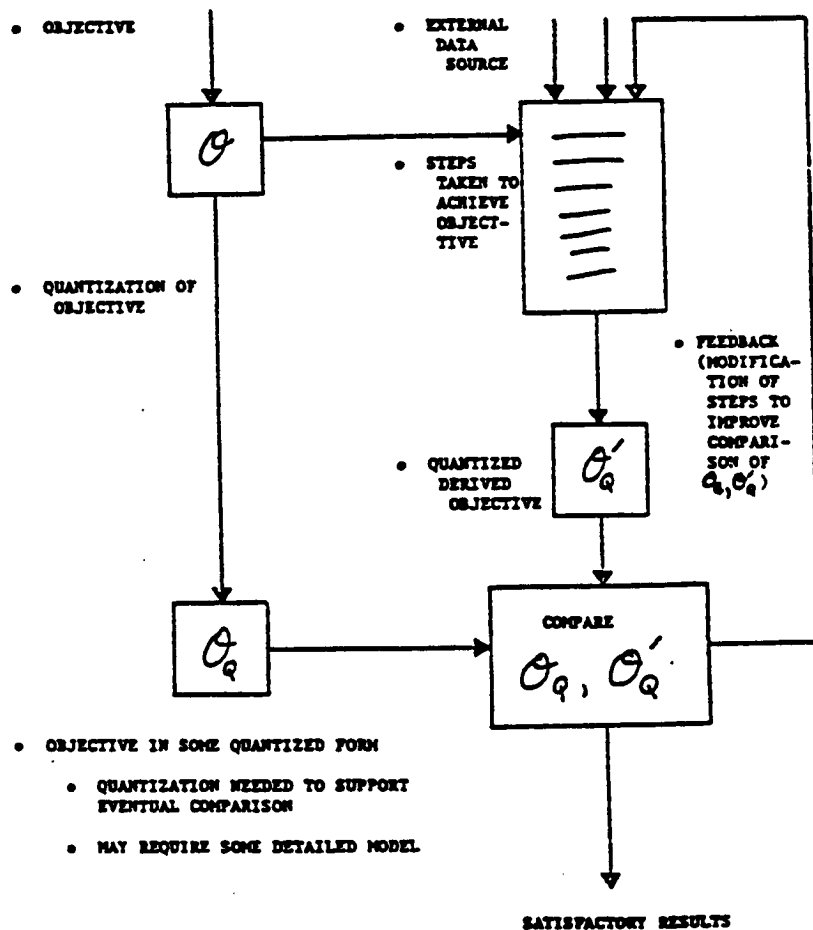 • OBJECTIVE
• EXTERNAL
DATA
SOURCE
O
• STEPS
TAKEN TO
ACHIEVE
OBJECT-
TIVE
• QUANTIZATION OF
OBJECTIVE
• FEEDBACK
(MODIFICA-
TION OF
STEPS TO
IMPROVE
COMPARI-
SON OF
O_Q, O'_Q)
• QUANTIZED
DERIVED
OBJECTIVE
O'_Q
O_Q
COMPARE
O_Q, O'_Q
• OBJECTIVE IN SOME QUANTIZED FORM
• QUANTIZATION NEEDED TO SUPPORT
EVENTUAL COMPARISON
• MAY REQUIRE SOME DETAILED MODEL
SATISFACTORY RESULTS